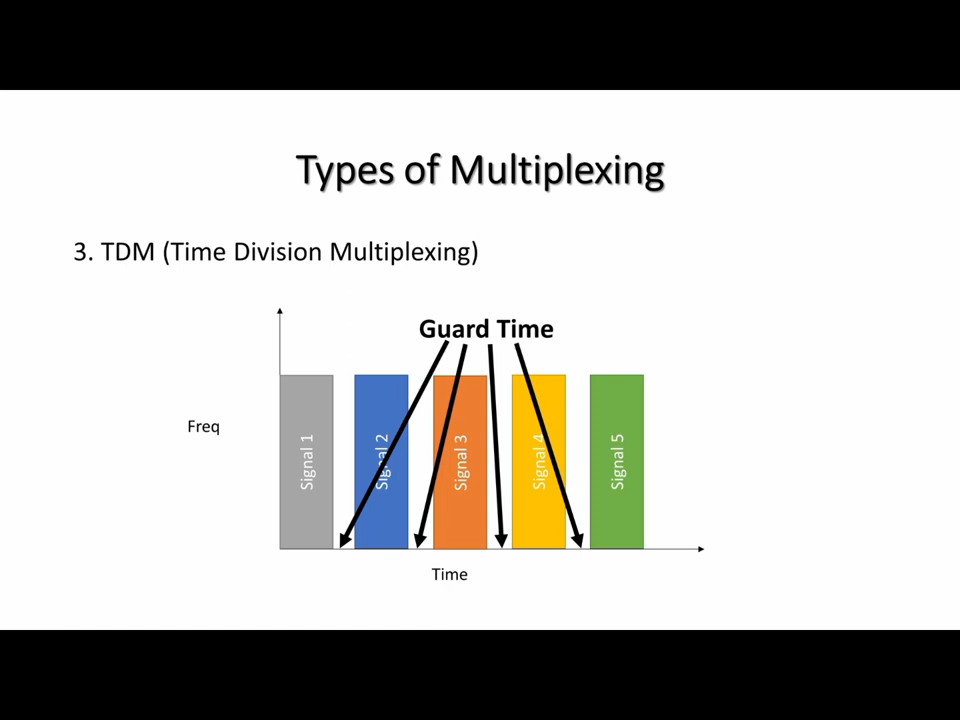 Types of Multiplexing
3. TDM (Time Division Multiplexing)
Guard Time
Freq
Signal 1
Signal 2
Signal 3
Signal 4
Signal 5
Time